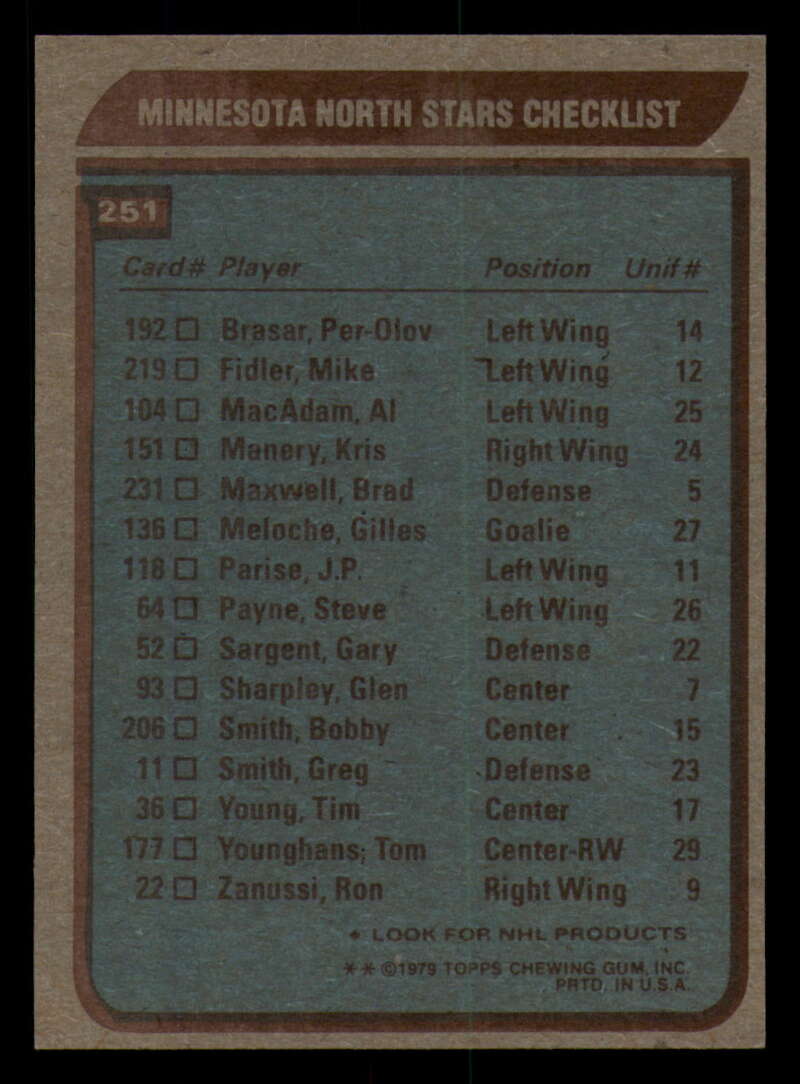 MINNESOTA NORTH STARS CHECKLIST
251
Card# Player Position Unif#
192 □ Brasar, Per-Olov Left Wing 14
219 □ Fidler, Mike Left Wing 12
104 □ MacAdam, Al Left Wing 25
151 □ Manery, Kris Right Wing 24
231 □ Maxwell, Brad Defense 5
136 □ Meloche, Gilles Goalie 27
118 □ Parise, J.P. Left Wing 11
64 □ Payne, Steve Left Wing 26
52 □ Sargent, Gary Defense 22
93 □ Sharpley, Glen Center 7
206 □ Smith, Bobby Center 15
11 □ Smith, Greg Defense 23
36 □ Young, Tim Center 17
177 □ Younghans, Tom Center-RW 29
22 □ Zanussi, Ron Right Wing 9
• LOOK FOR NHL PRODUCTS
** ©1979 TOPPS CHEWING GUM, INC.
PRTD. IN U.S.A.